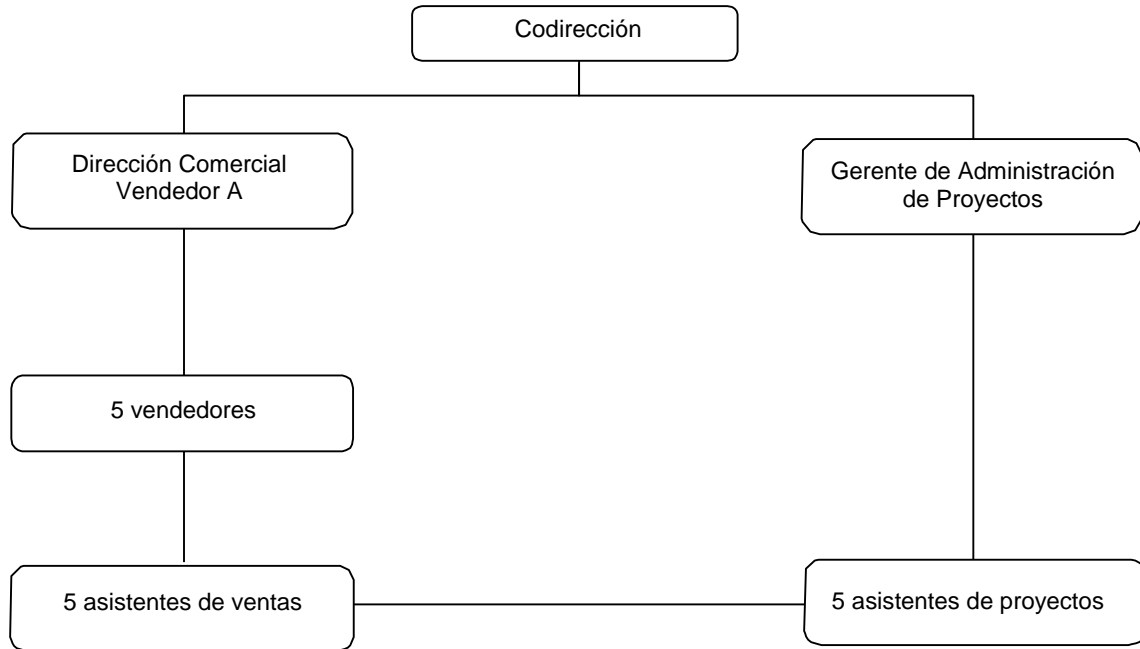 Codirección
Dirección Comercial
Vendedor A
Gerente de Administración
de Proyectos
5 vendedores
5 asistentes de ventas
5 asistentes de proyectos